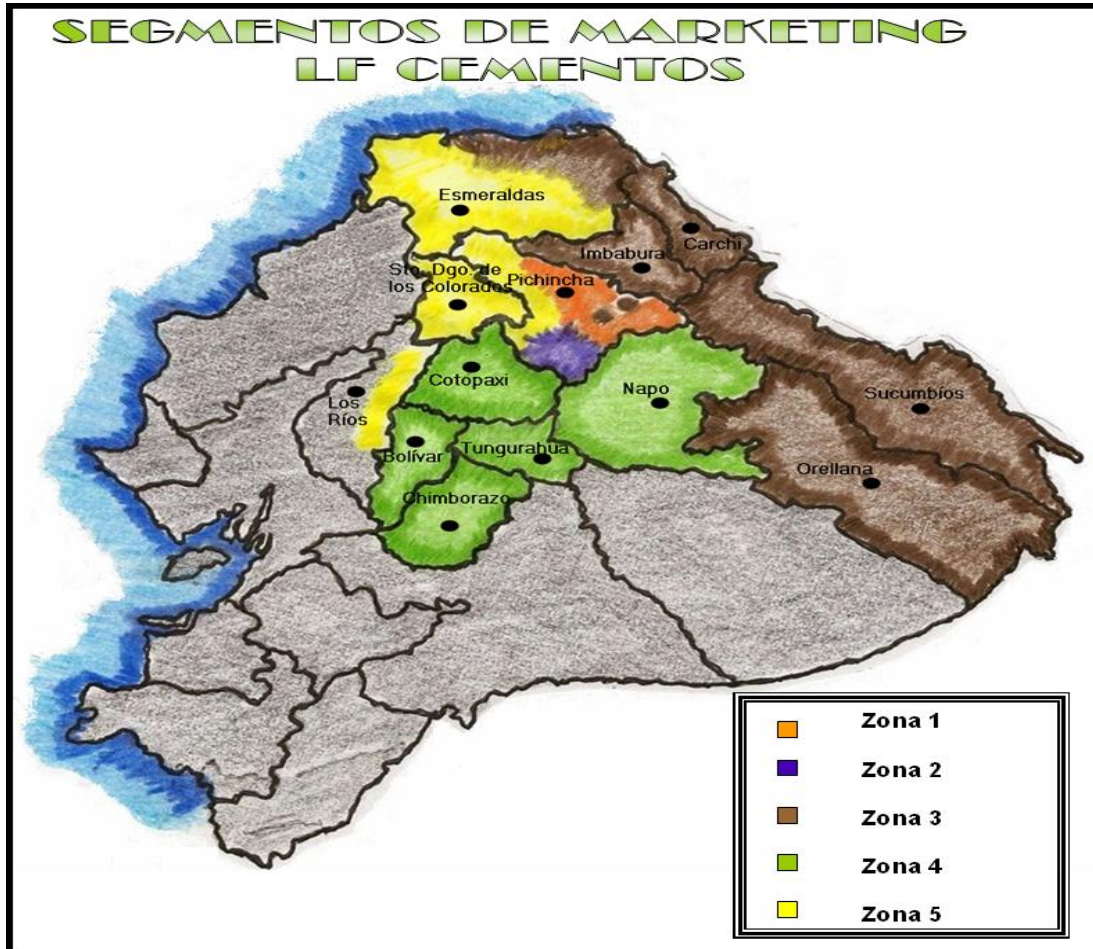 SEGMENTOS DE MARKETING
LF CEMENTOS
Esmeraldas
Carchi
Imbabura
Sto. Dgo. de
los Colorados
Pichincha
Cotopaxi
Napo
Sucumbíos
Los
Ríos
Bolívar
Tungurahua
Orellana
Chimborazo
Zona 1
Zona 2
Zona 3
Zona 4
Zona 5